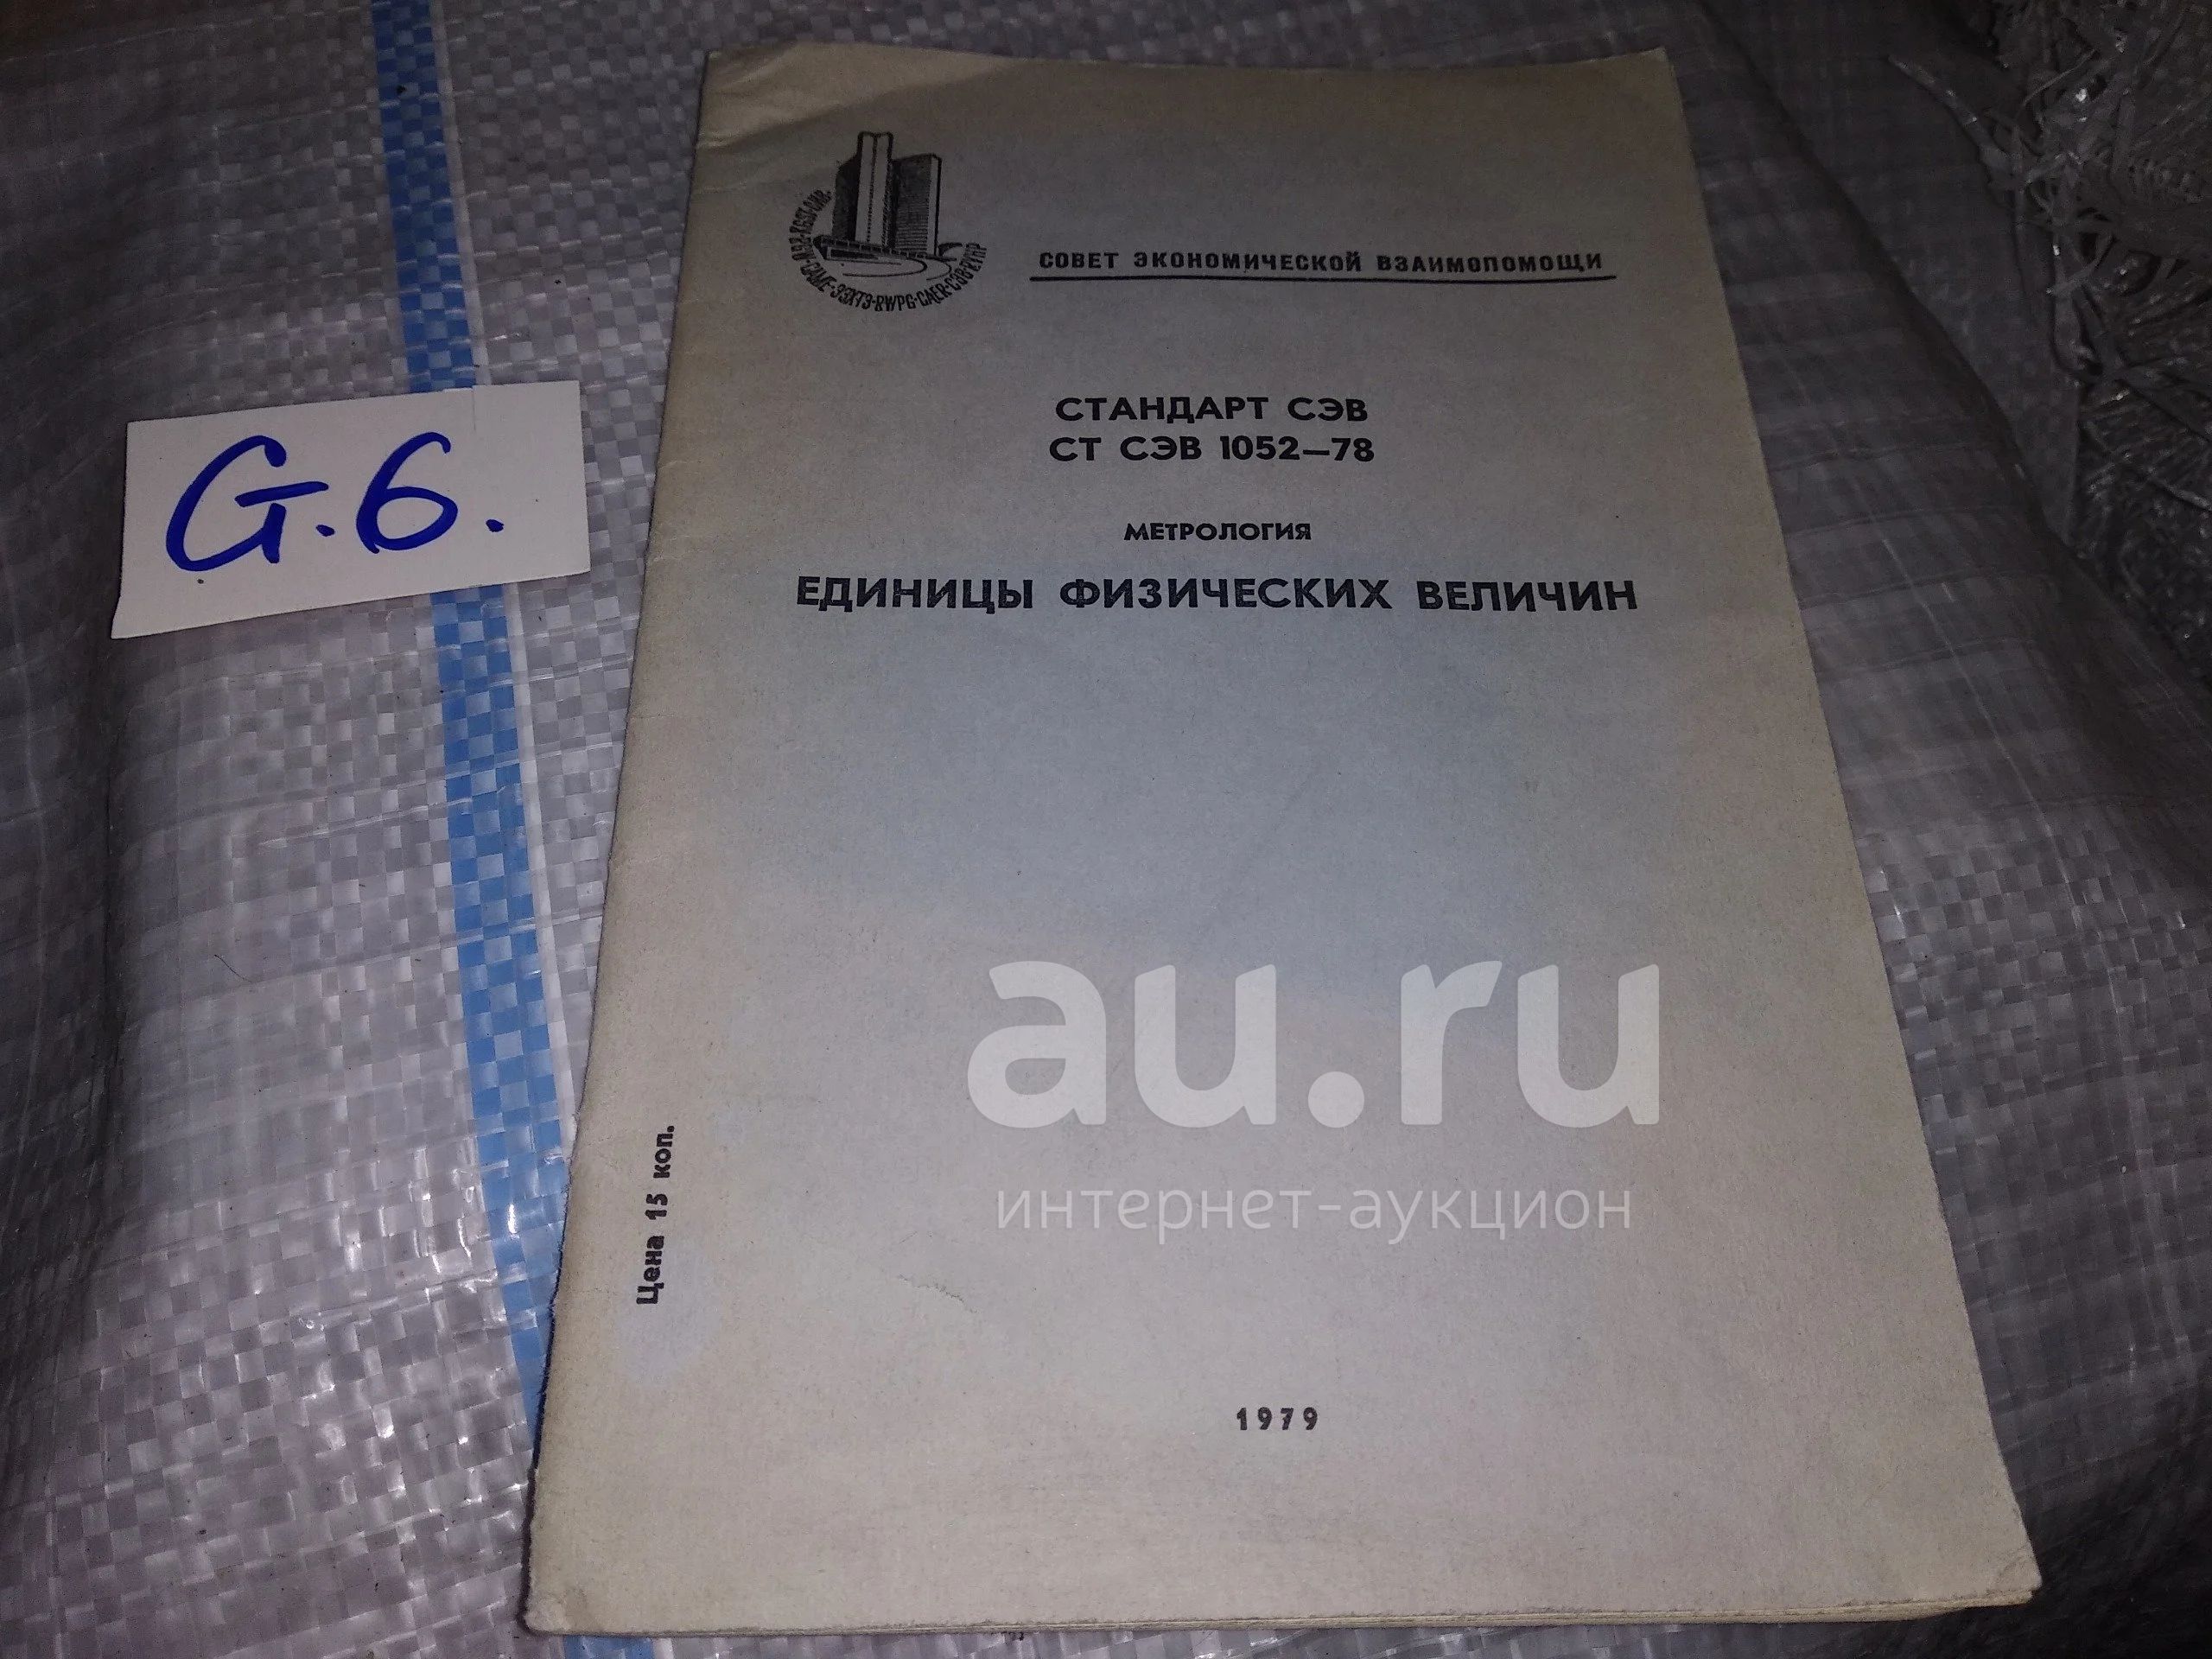 СОВЕТ ЭКОНОМИЧЕСКОЙ ВЗАИМОПОМОЩИ
СТАНДАРТ СЭВ
СТ СЭВ 1052—78
G.6.
МЕТРОЛОГИЯ
ЕДИНИЦЫ ФИЗИЧЕСКИХ ВЕЛИЧИН
au.ru
интернет-аукцион
Цена 15 коп.
1979